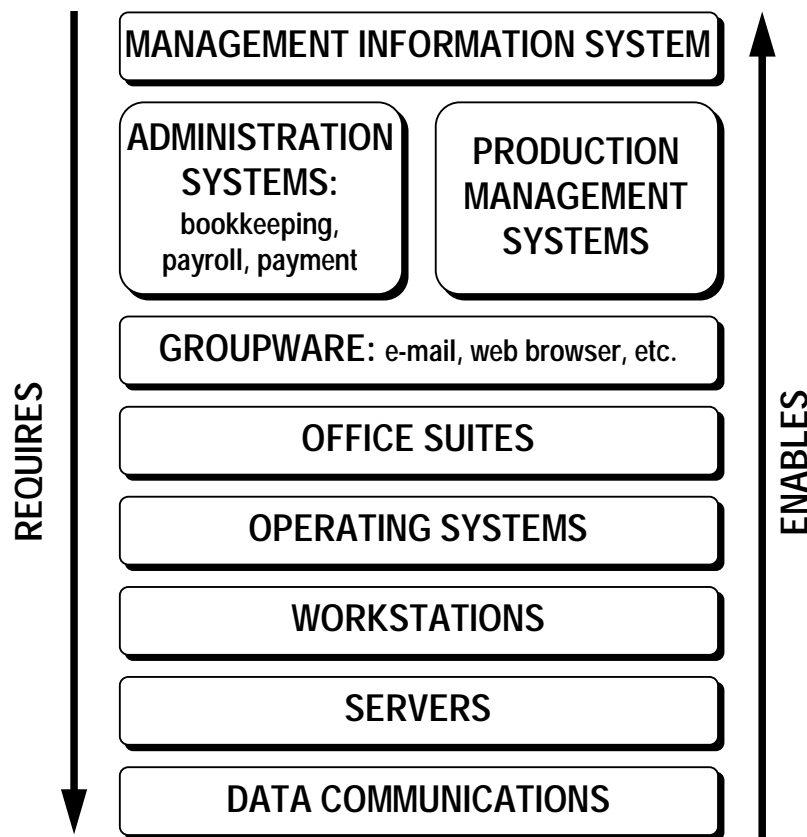 MANAGEMENT INFORMATION SYSTEM
ADMINISTRATION
SYSTEMS:
bookkeeping,
payroll, payment
PRODUCTION
MANAGEMENT
SYSTEMS
GROUPWARE: e-mail, web browser, etc.
OFFICE SUITES
OPERATING SYSTEMS
WORKSTATIONS
SERVERS
DATA COMMUNICATIONS
REQUIRES
ENABLES